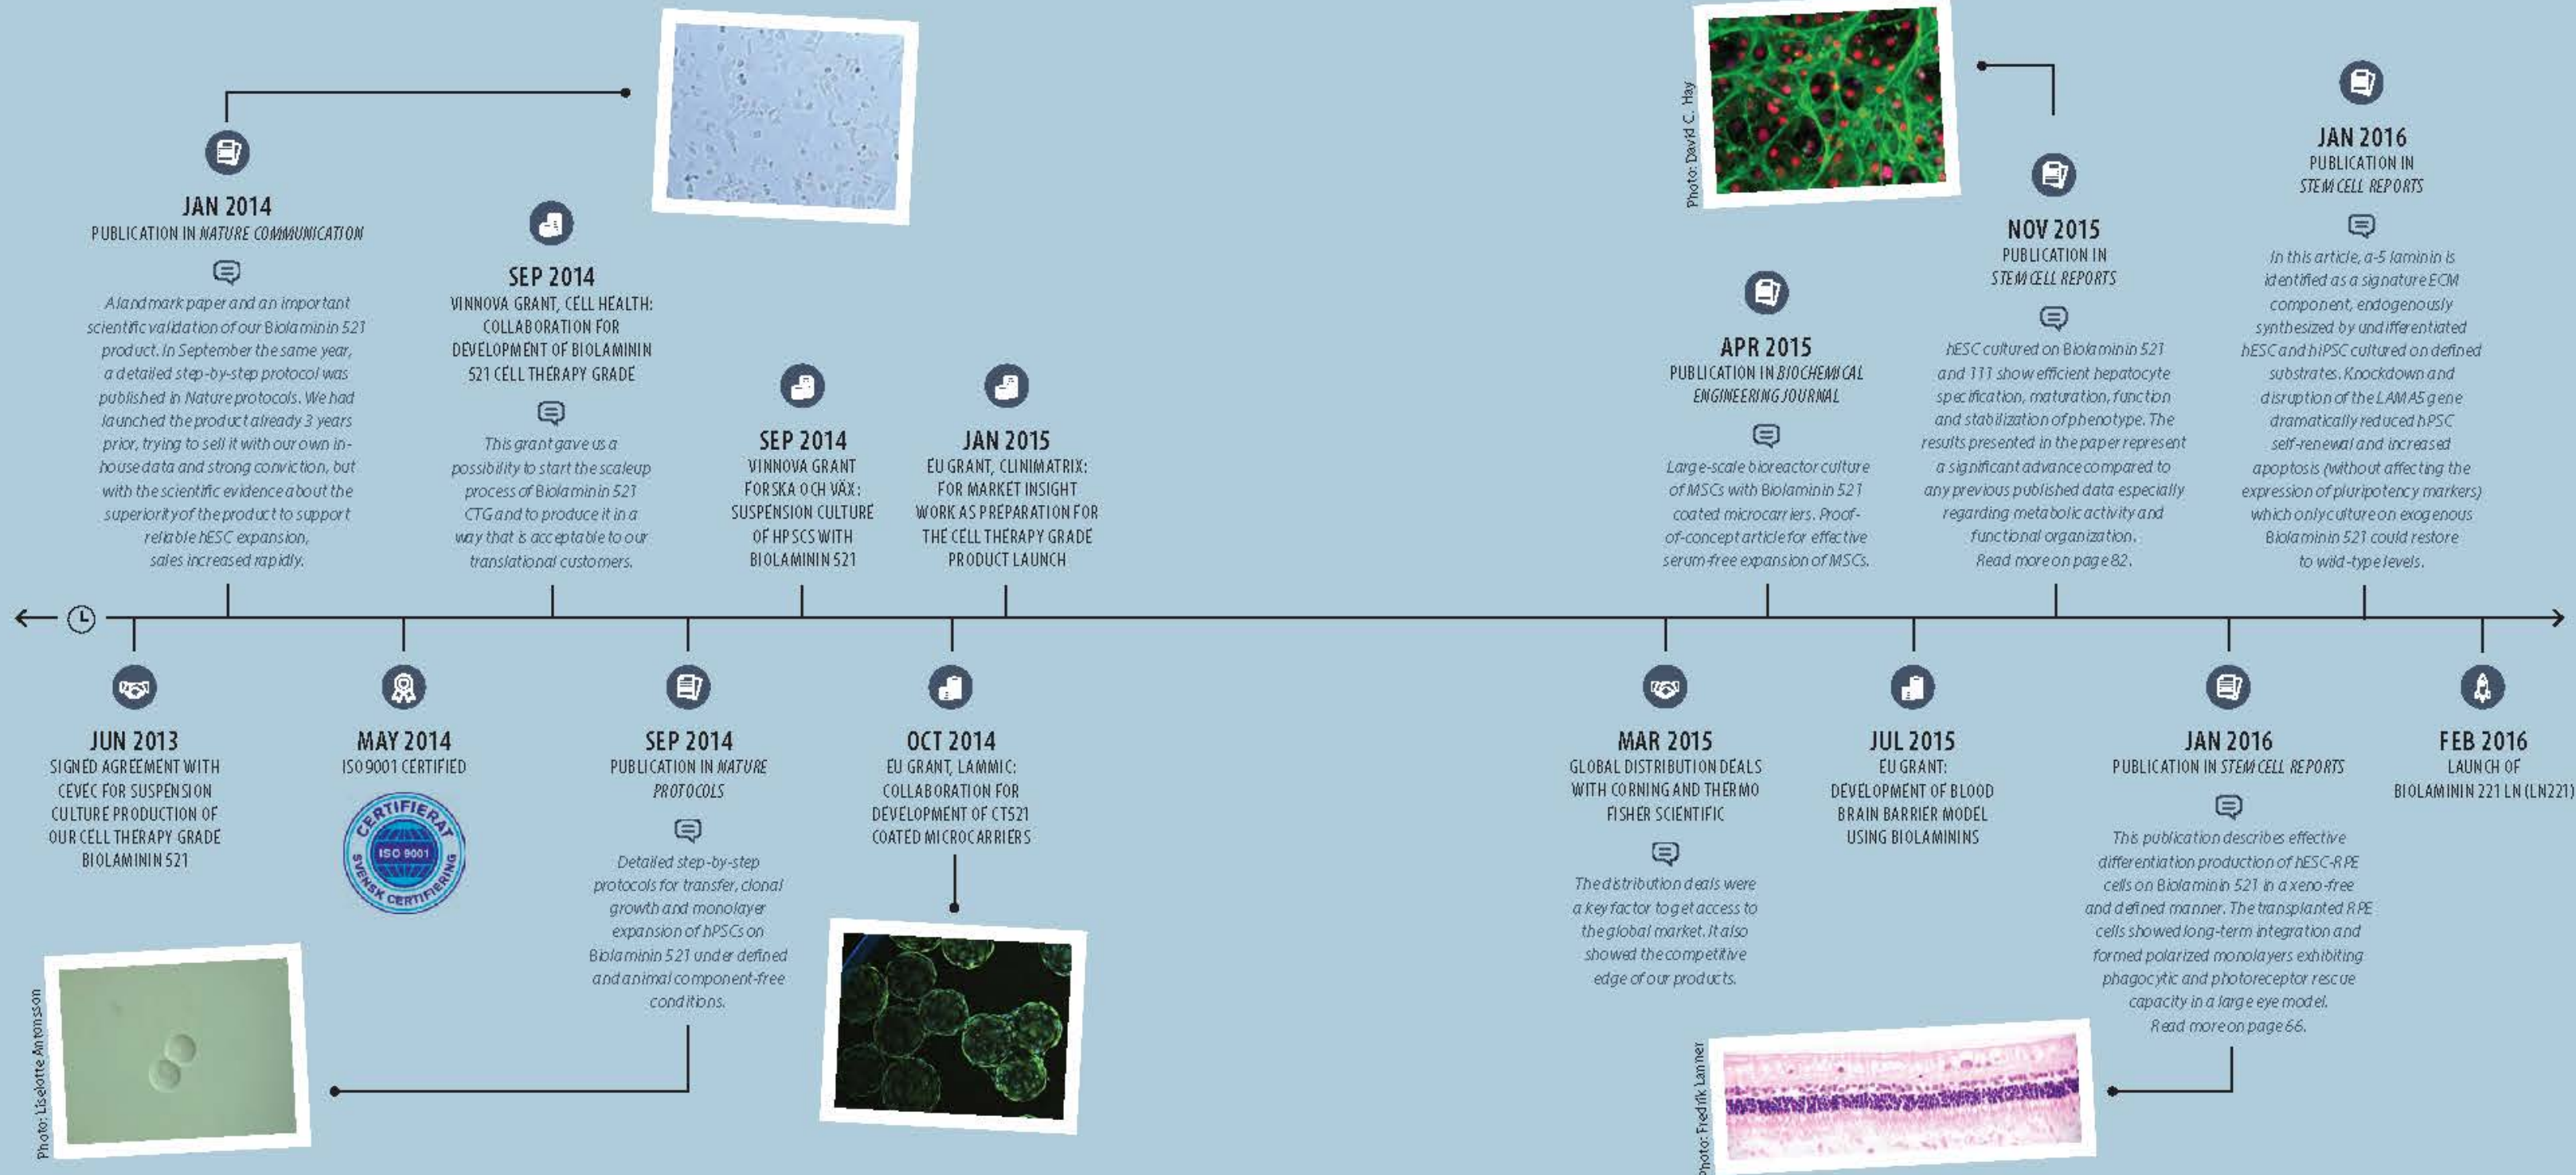 JAN 2014
PUBLICATION IN NATURE COMMUNICATION
A landmark paper and an important
scientific validation of our Biolaminin 521
product. In September the same year,
a detailed step-by-step protocol was
published in Nature protocols. We had
launched the product already 3 years
prior, trying to sell it with our own in-
house data and strong conviction, but
with the scientific evidence about the
superiority of the product to support
reliable hESC expansion,
sales increased rapidly.
SEP 2014
VINNOVA GRANT, CELL HEALTH:
COLLABORATION FOR
DEVELOPMENT OF BIOLAMININ
521 CELL THERAPY GRADE
This grant gave us a
possibility to start the scaleup
process of Biolaminin 521
CTG and to produce it in a
way that is acceptable to our
translational customers.
SEP 2014
VINNOVA GRANT
FORSKA OCH VÄX:
SUSPENSION CULTURE
OF HPSCS WITH
BIOLAMININ 521
JAN 2015
EU GRANT, CLINIMATRIX:
FOR MARKET INSIGHT
WORK AS PREPARATION FOR
THE CELL THERAPY GRADE
PRODUCT LAUNCH
Photo: David C. Hay
APR 2015
PUBLICATION IN BIOCHEMICAL
ENGINEERING JOURNAL
Large-scale bioreactor culture
of MSCs with Biolaminin 521
coated microcarriers. Proof-
of-concept article for effective
serum-free expansion of MSCs.
NOV 2015
PUBLICATION IN
STEM CELL REPORTS
hESC cultured on Biolaminin 521
and 111 show efficient hepatocyte
specification, maturation, function
and stabilization of phenotype. The
results presented in the paper represent
a significant advance compared to
any previous published data especially
regarding metabolic activity and
functional organization.
Read more on page 82.
JAN 2016
PUBLICATION IN
STEM CELL REPORTS
In this article, a-5 laminin is
identified as a signature ECM
component, endogenously
synthesized by undifferentiated
hESC and hiPSC cultured on defined
substrates. Knockdown and
disruption of the LAMA5 gene
dramatically reduced hPSC
self-renewal and increased
apoptosis (without affecting the
expression of pluripotency markers)
which only culture on exogenous
Biolaminin 521 could restore
to wild-type levels.
JUN 2013
SIGNED AGREEMENT WITH
CEVEC FOR SUSPENSION
CULTURE PRODUCTION OF
OUR CELL THERAPY GRADE
BIOLAMININ 521
MAY 2014
ISO9001 CERTIFIED
CERTIFIERAT
ISO 9001
SVENSK CERTIFIERING
SEP 2014
PUBLICATION IN NATURE
PROTOCOLS
Detailed step-by-step
protocols for transfer, clonal
growth and monolayer
expansion of hPSCs on
Biolaminin 521 under defined
and animal component-free
conditions.
OCT 2014
EU GRANT, LAMMIC:
COLLABORATION FOR
DEVELOPMENT OF CT521
COATED MICROCARRIERS
Photo: Liselotte Antonsson
MAR 2015
GLOBAL DISTRIBUTION DEALS
WITH CORNING AND THERMO
FISHER SCIENTIFIC
The distribution deals were
a key factor to get access to
the global market. It also
showed the competitive
edge of our products.
JUL 2015
EU GRANT:
DEVELOPMENT OF BLOOD
BRAIN BARRIER MODEL
USING BIOLAMININS
JAN 2016
PUBLICATION IN STEM CELL REPORTS
This publication describes effective
differentiation production of hESC-RPE
cells on Biolaminin 521 in a xeno-free
and defined manner. The transplanted RPE
cells showed long-term integration and
formed polarized monolayers exhibiting
phagocytic and photoreceptor rescue
capacity in a large eye model.
Read more on page 66.
FEB 2016
LAUNCH OF
BIOLAMININ 221 LN (LN221)
Photo: Fredrik Lanner